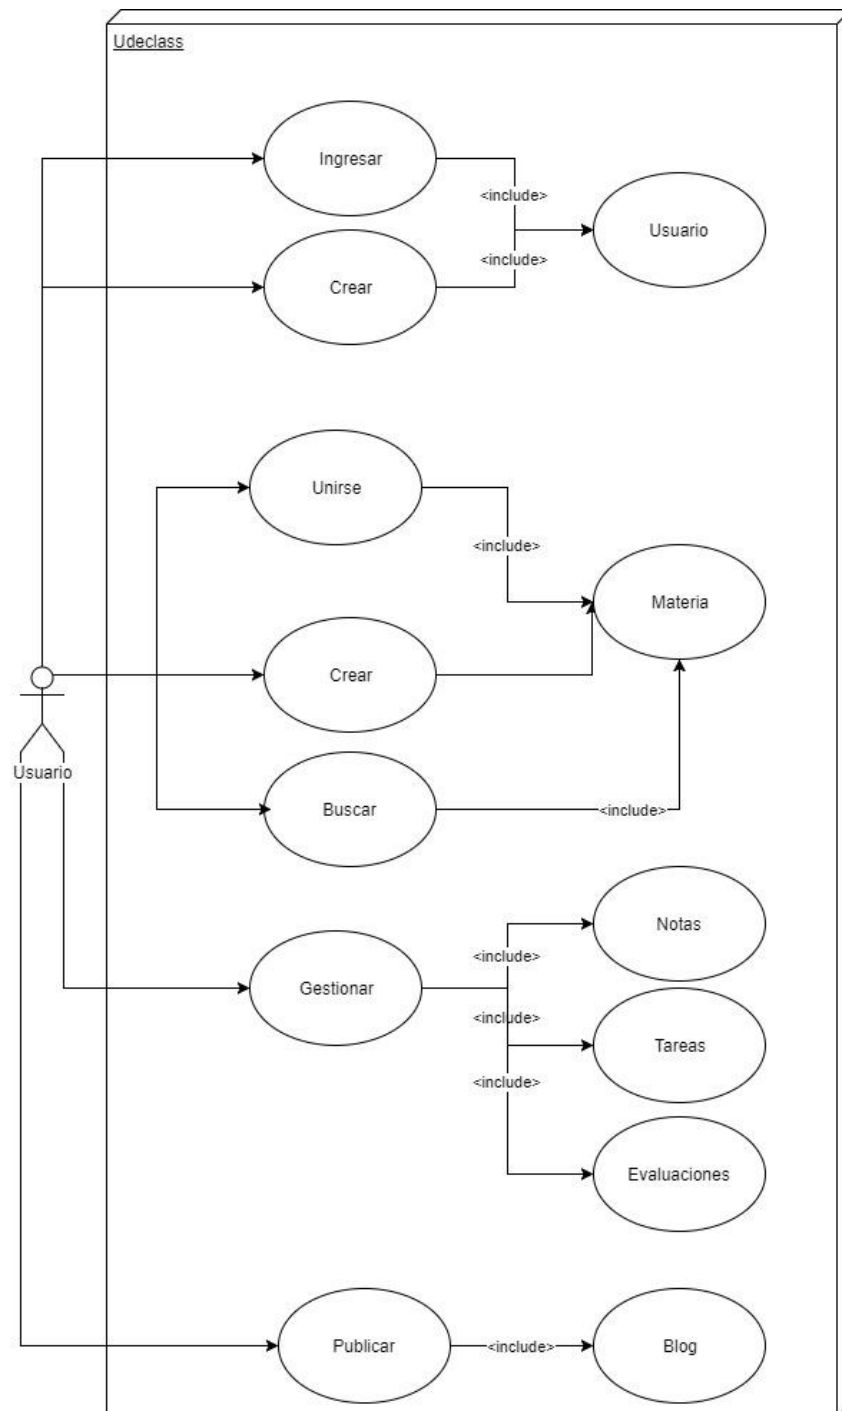 Udeclass
Ingresar
<include>
Usuario
<include>
Crear
Unirse
<include>
Materia
Crear
Usuario
Buscar
<include>
Notas
<include>
Gestionar
<include>
Tareas
<include>
Evaluaciones
Publicar
<include>
Blog